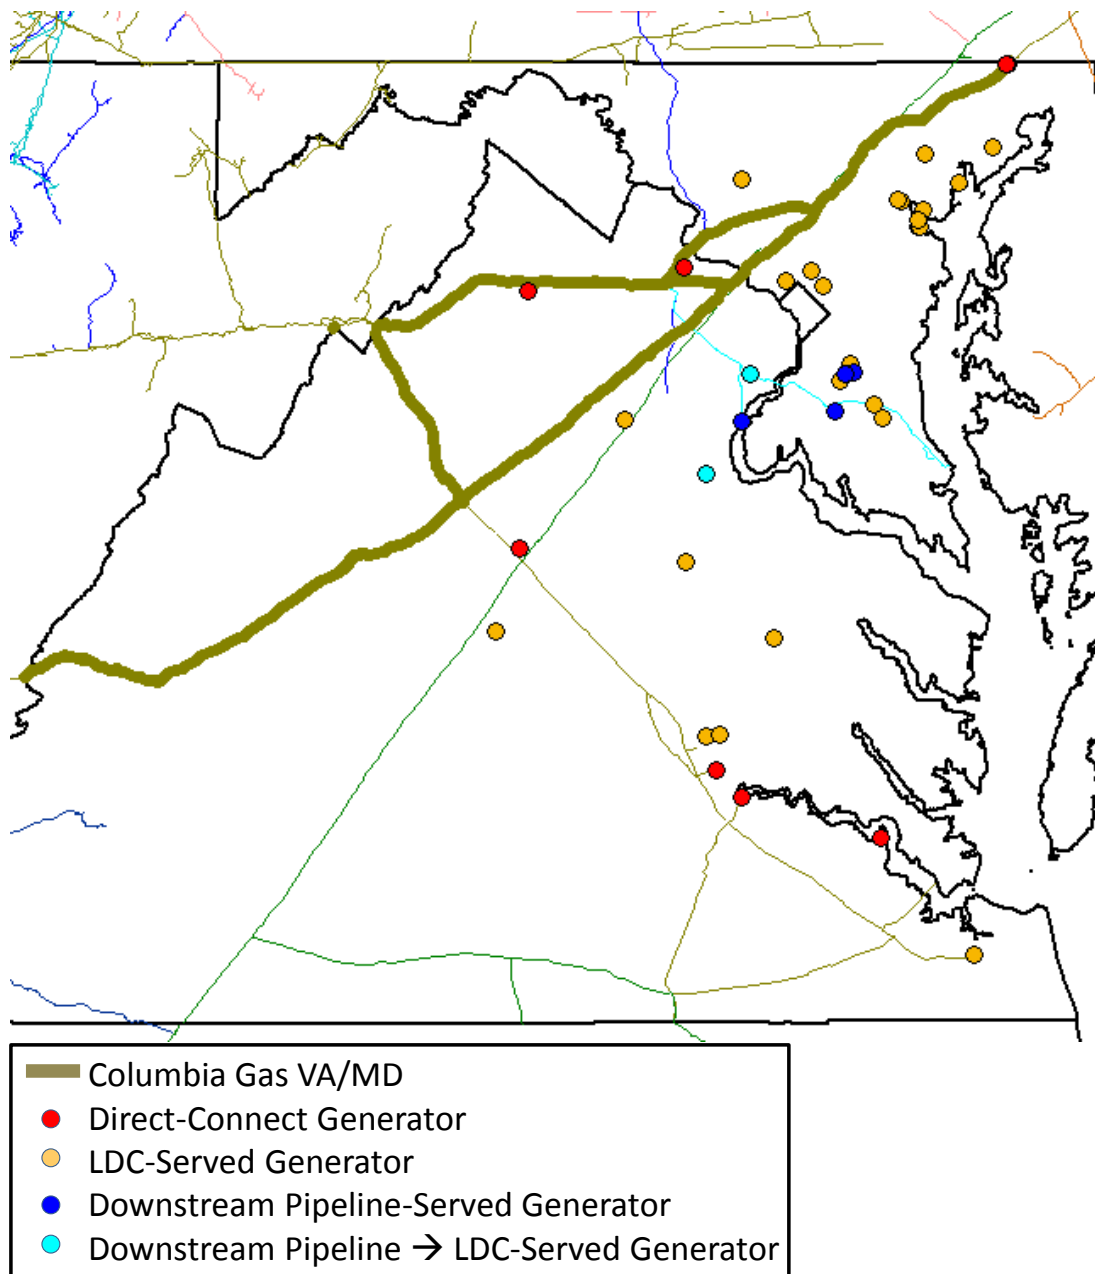 Columbia Gas VA/MD
Direct-Connect Generator
LDC-Served Generator
Downstream Pipeline-Served Generator
Downstream Pipeline → LDC-Served Generator